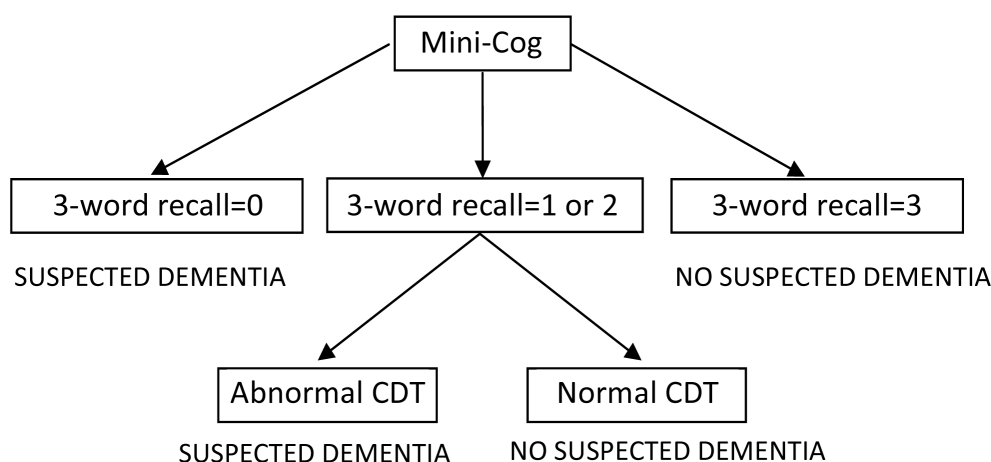 Mini-Cog
3-word recall=0
3-word recall=1 or 2
3-word recall=3
SUSPECTED DEMENTIA
NO SUSPECTED DEMENTIA
Abnormal CDT
Normal CDT
SUSPECTED DEMENTIA
NO SUSPECTED DEMENTIA